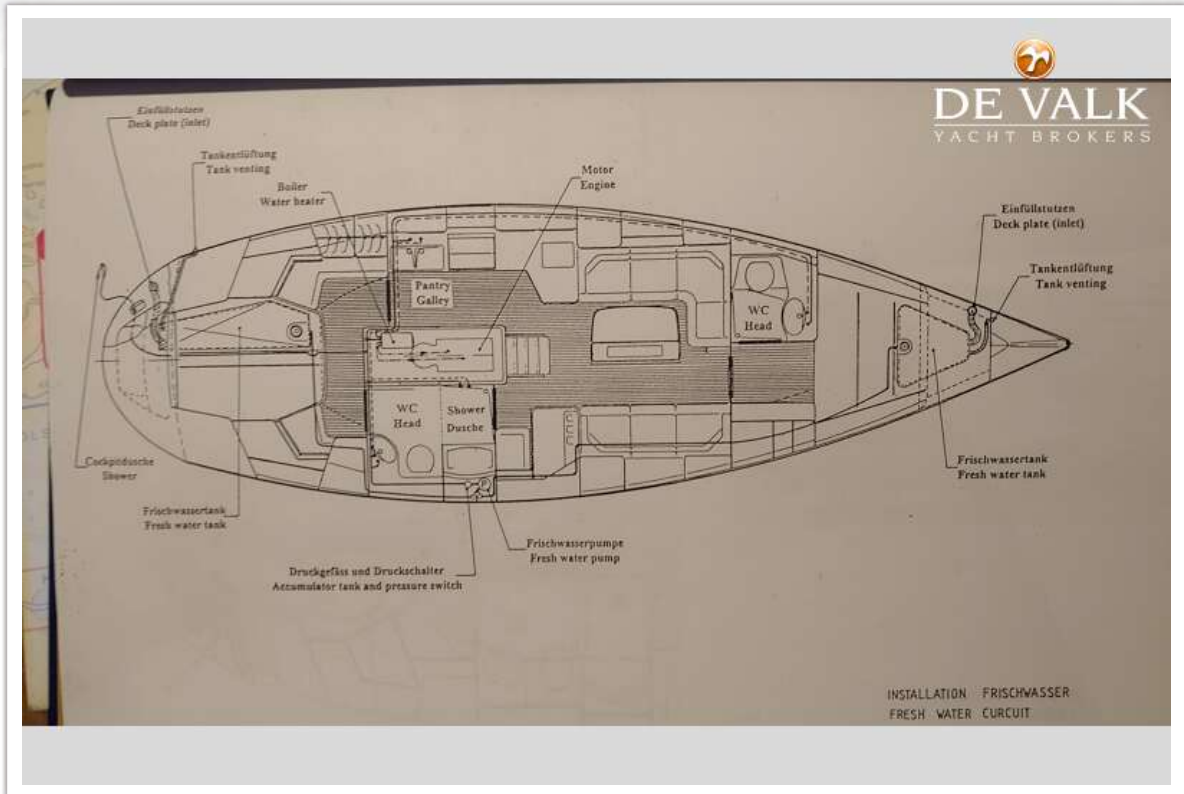 DE VALK
YACHT BROKERS
Einfüllstutzen
Deck plate (inlet)
Tankentlüftung
Tank venting
Boiler
Water heater
Motor
Engine
Einfüllstutzen
Deck plate (inlet)
Tankentlüftung
Tank venting
Pantry
Galley
WC
Head
WC
Head
Shower
Dusche
Cockpitdusche
Shower
Frischwassertank
Fresh water tank
Frischwassertank
Fresh water tank
Frischwasserpumpe
Fresh water pump
Druckgefäss und Druckschalter
Accumulator tank and pressure switch
INSTALLATION FRISCHWASSER
FRESH WATER CURCUIT